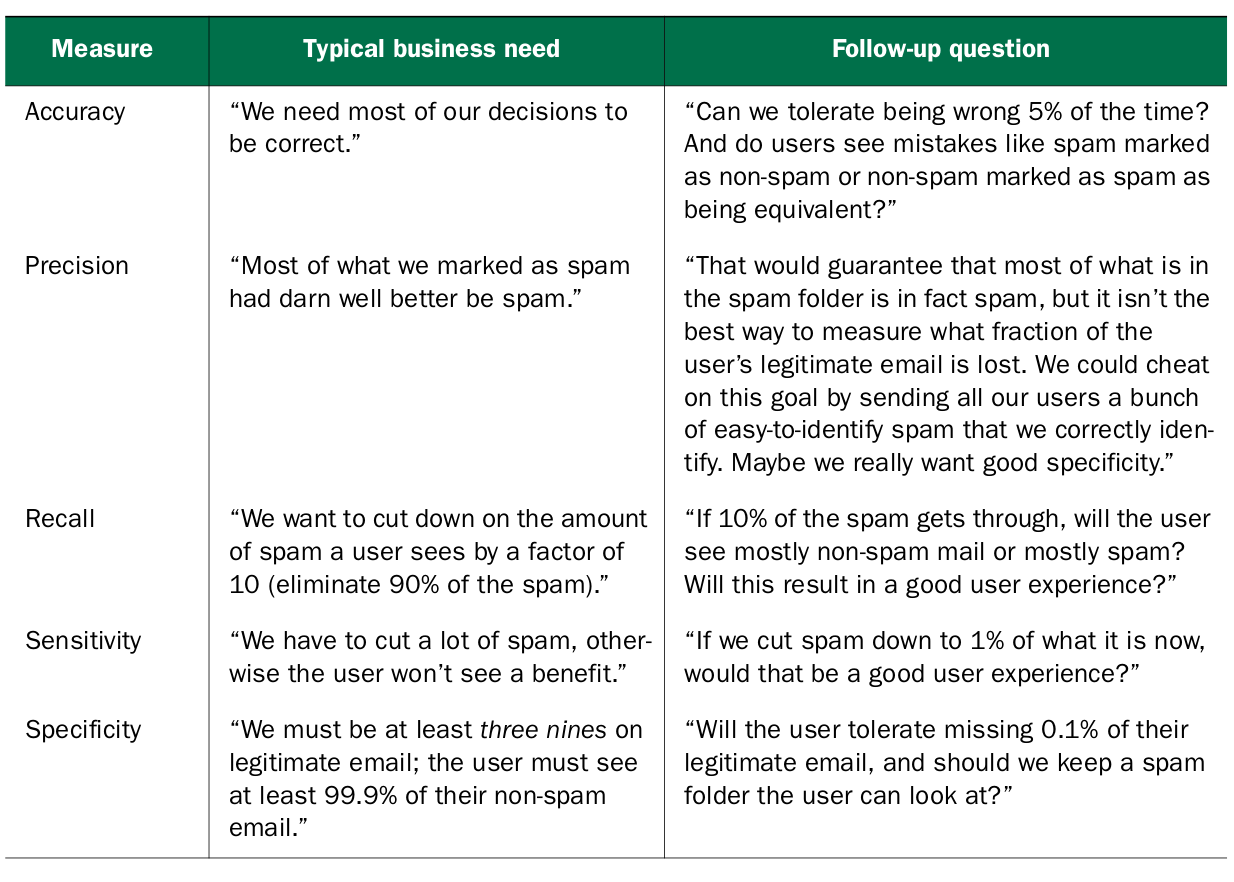 Measure
Typical business need
Follow-up question
Accuracy
“We need most of our decisions to
be correct.”
“Can we tolerate being wrong 5% of the time?
And do users see mistakes like spam marked
as non-spam or non-spam marked as spam as
being equivalent?”
Precision
“Most of what we marked as spam
had darn well better be spam.”
“That would guarantee that most of what is in
the spam folder is in fact spam, but it isn’t the
best way to measure what fraction of the
user’s legitimate email is lost. We could cheat
on this goal by sending all our users a bunch
of easy-to-identify spam that we correctly iden-
tify. Maybe we really want good specificity.”
Recall
“We want to cut down on the amount
of spam a user sees by a factor of
10 (eliminate 90% of the spam).”
“If 10% of the spam gets through, will the user
see mostly non-spam mail or mostly spam?
Will this result in a good user experience?”
Sensitivity
“We have to cut a lot of spam, other-
wise the user won’t see a benefit.”
“If we cut spam down to 1% of what it is now,
would that be a good user experience?”
Specificity
“We must be at least three nines on
legitimate email; the user must see
at least 99.9% of their non-spam
email.”
“Will the user tolerate missing 0.1% of their
legitimate email, and should we keep a spam
folder the user can look at?”